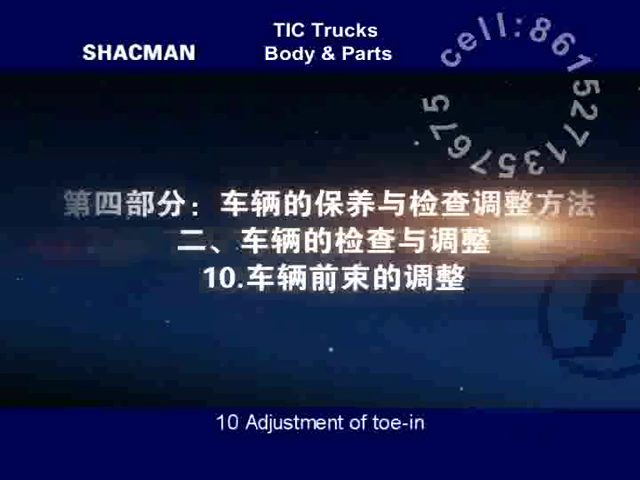 SHACMAN
TIC Trucks
Body & Parts
cell:8615271357675
第四部分：车辆的保养与检查调整方法
二、车辆的检查与调整
10.车辆前束的调整
10 Adjustment of toe-in